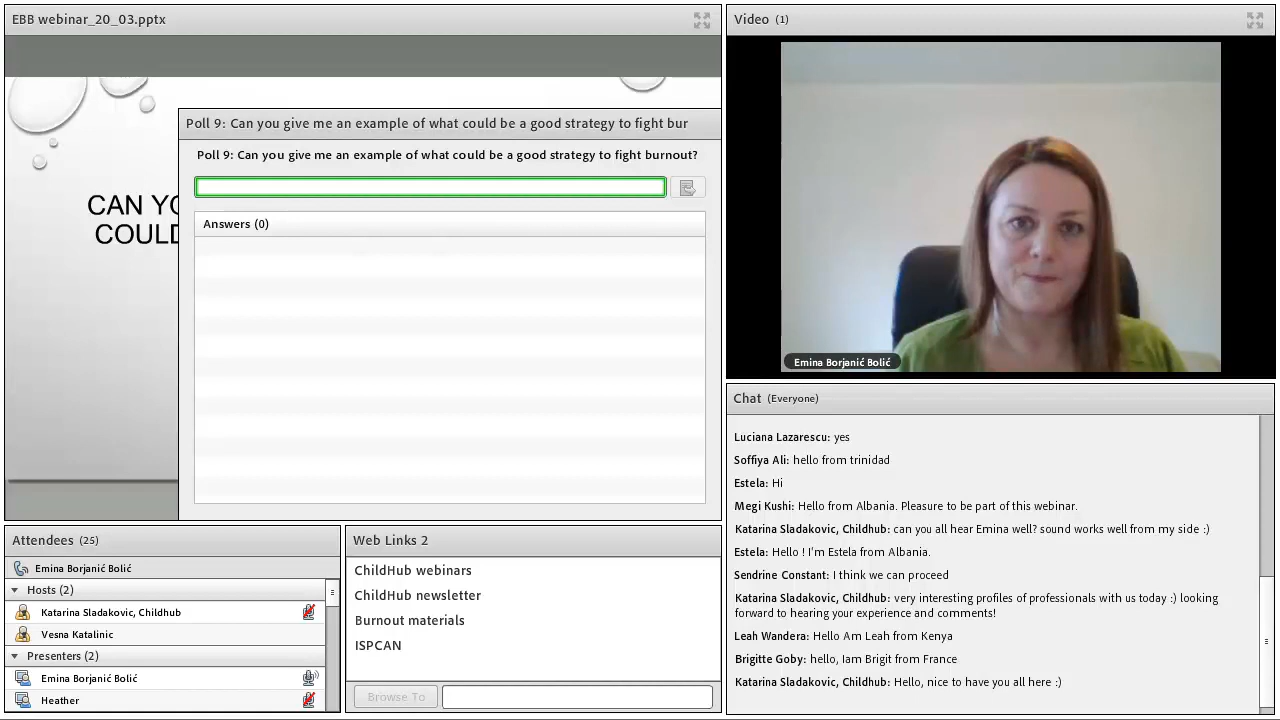 EBB webinar_20_03.pptx
CAN YO
COULD
Poll 9: Can you give me an example of what could be a good strategy to fight bur
Poll 9: Can you give me an example of what could be a good strategy to fight burnout?
Answers (0)
Video (1)
Emina Borjanić Bolić
Chat (Everyone)
Luciana Lazarescu: yes
Soffiya Ali: hello from trinidad
Estela: Hi
Megi Kushi: Hello from Albania. Pleasure to be part of this webinar.
Katarina Sladakovic, Childhub: can you all hear Emina well? sound works well from my side :)
Estela: Hello ! I'm Estela from Albania.
Sendrine Constant: I think we can proceed
Katarina Sladakovic, Childhub: very interesting profiles of professionals with us today :) looking
forward to hearing your experience and comments!
Leah Wandera: Hello Am Leah from Kenya
Brigitte Goby: hello, Iam Brigit from France
Katarina Sladakovic, Childhub: Hello, nice to have you all here :)
Attendees (25)
Emina Borjanić Bolić
Hosts (2)
Katarina Sladakovic, Childhub
Vesna Katalinic
Presenters (2)
Emina Borjanić Bolić
Heather
Web Links 2
ChildHub webinars
ChildHub newsletter
Burnout materials
ISPCAN
Browse To